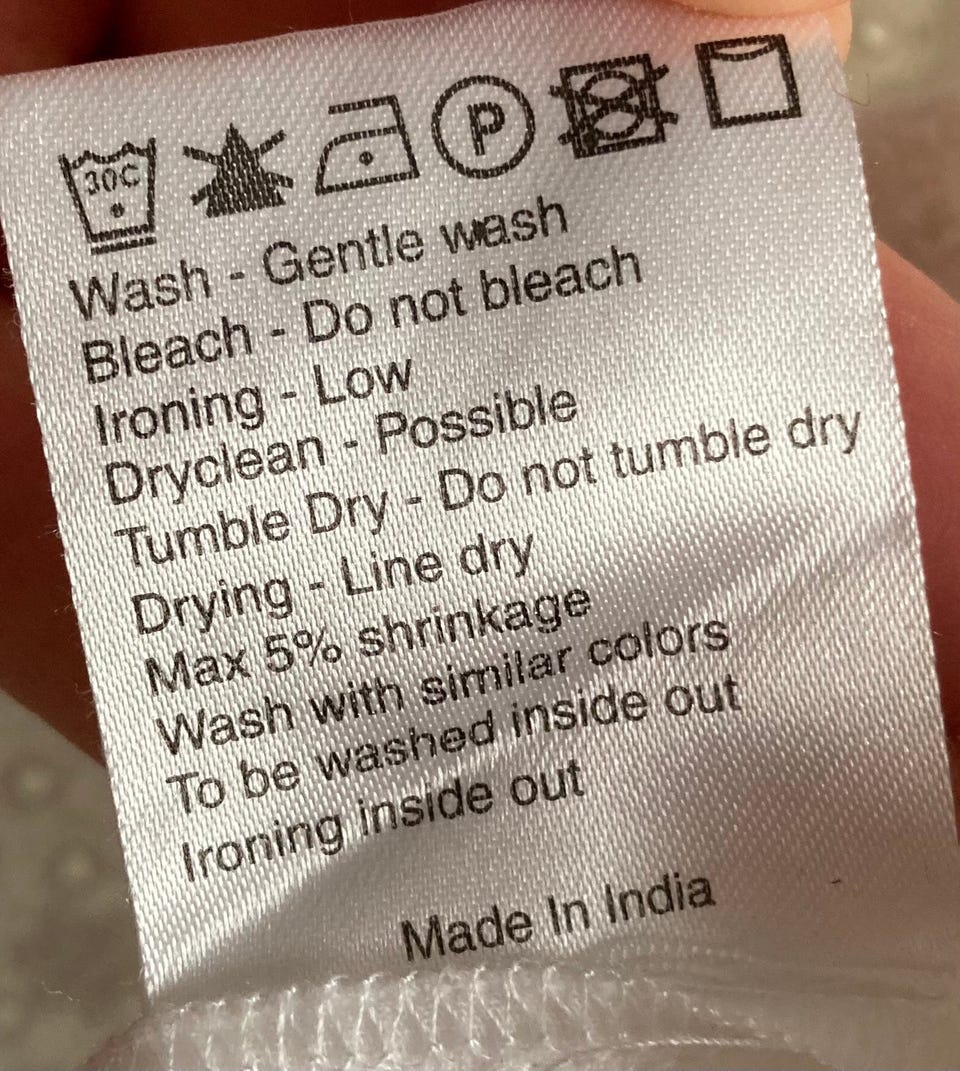 30C P
Wash - Gentle wash
Bleach - Do not bleach
Ironing - Low
Dryclean - Possible
Tumble Dry - Do not tumble dry
Drying - Line dry
Max 5% shrinkage
Wash with similar colors
To be washed inside out
Ironing inside out
Made In India